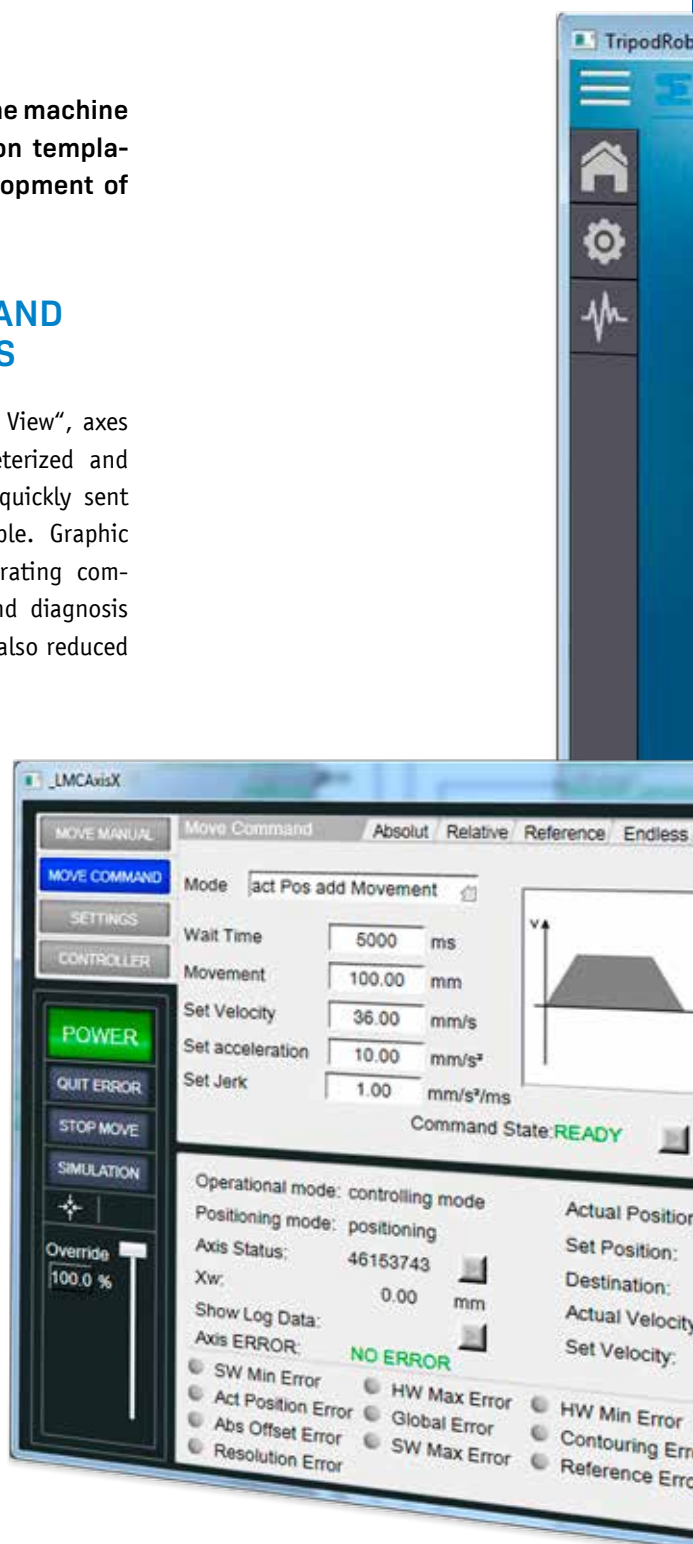 ne machine
on templa-
lopment of
AND
S
View“, axes
eterized and
quickly sent
ble. Graphic
rating com-
nd diagnosis
also reduced
TripodRob
_LMCAxisX
MOVE MANUAL
MOVE COMMAND
SETTINGS
CONTROLLER
POWER
QUIT ERROR
STOP MOVE
SIMULATION
Override
100.0 %
Move Command Absolut Relative Reference Endless
Mode act Pos add Movement
Wait Time 5000 ms
Movement 100.00 mm
Set Velocity 36.00 mm/s
Set acceleration 10.00 mm/s²
Set Jerk 1.00 mm/s²/ms
V
Command State:READY
Operational mode: controlling mode
Positioning mode: positioning
Axis Status: 46153743
Xw: 0.00 mm
Show Log Data:
Axis ERROR: NO ERROR
Actual Position
Set Position:
Destination:
Actual Velocity
Set Velocity:
SW Min Error HW Max Error HW Min Error
Act Position Error Global Error Contouring Erro
Abs Offset Error SW Max Error Reference Erro
Resolution Error